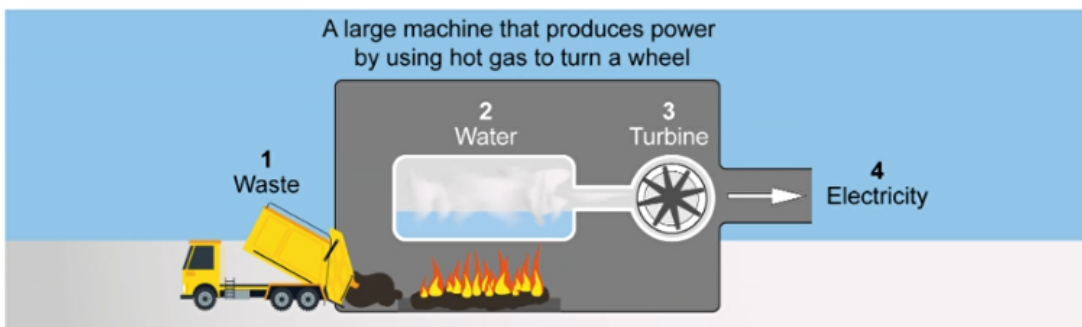 A large machine that produces power
by using hot gas to turn a wheel
1
Waste
2
Water
3
Turbine
4
Electricity